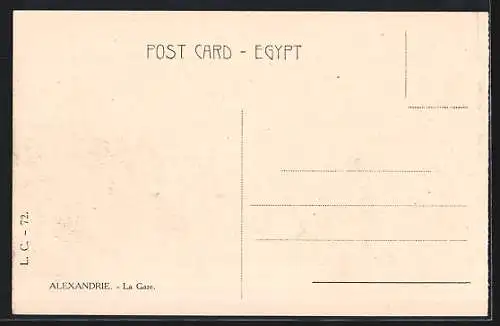 POST CARD - EGYPT
L. C. - 72.
ALEXANDRIE. - La Gare.